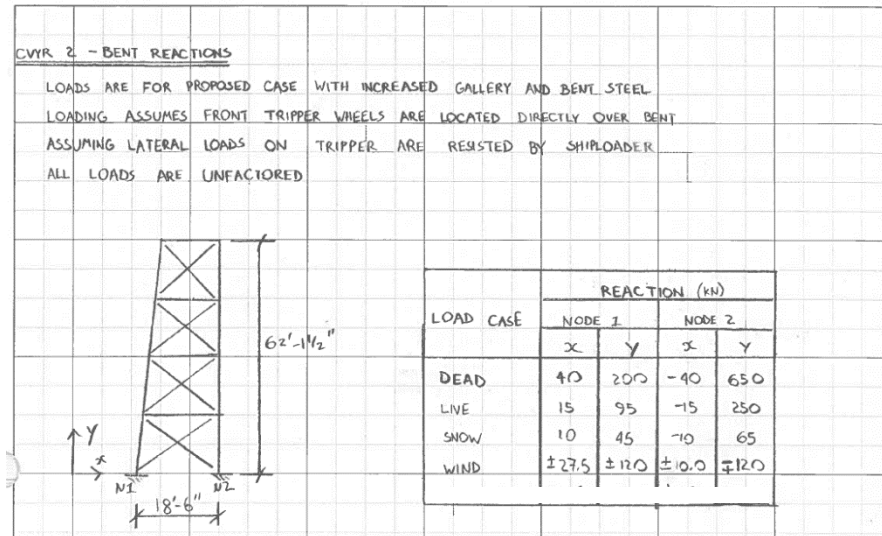 CVYR 2 - BENT REACTIONS
LOADS ARE FOR PROPOSED CASE WITH INCREASED GALLERY AND BENT STEEL
LOADING ASSUMES FRONT TRIPPER WHEELS ARE LOCATED DIRECTLY OVER BENT
ASSUMING LATERAL LOADS ON TRIPPER ARE RESISTED BY SHIPLOADER
ALL LOADS ARE UNFACTORED
62'-1 1/2"
Y
x
N1 N2
18'-6"
REACTION (kN)
LOAD CASE NODE 1 NODE 2
x Y x Y
DEAD 40 200 -40 650
LIVE 15 95 -15 250
SNOW 10 45 -10 65
WIND ±27.5 ±120 ±10.0 ∓120